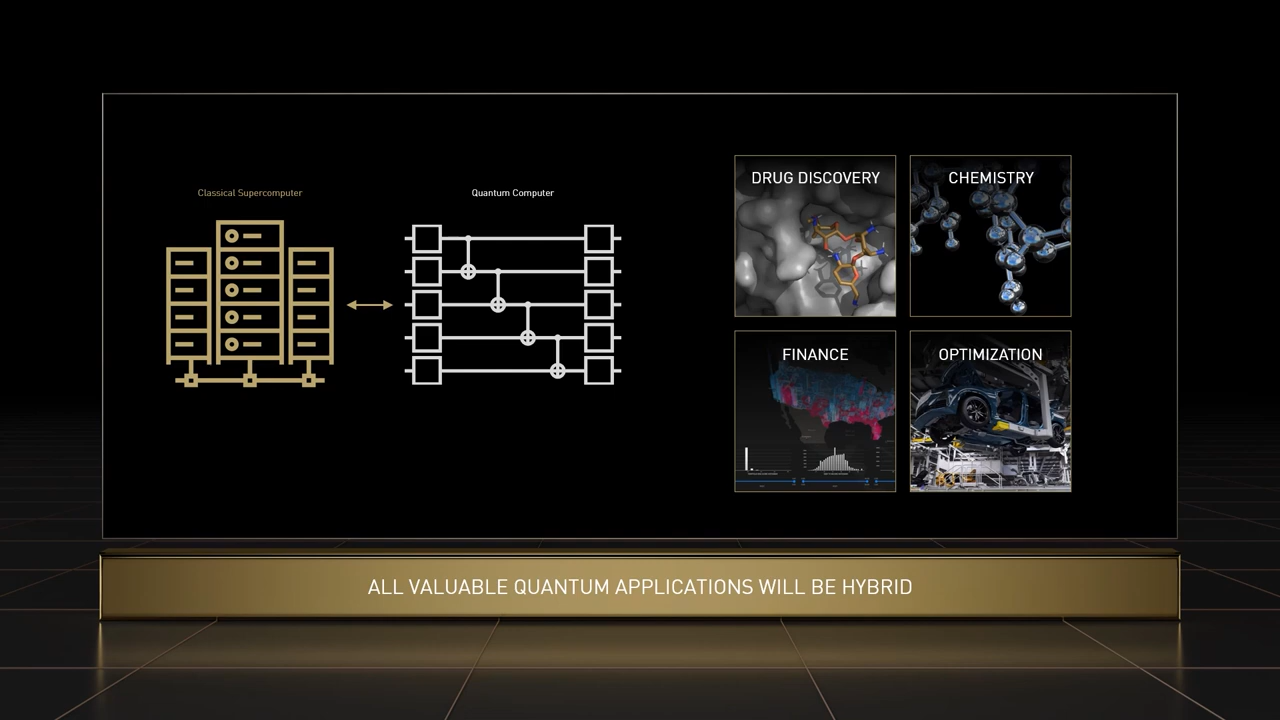 Classical Supercomputer
Quantum Computer
DRUG DISCOVERY
CHEMISTRY
FINANCE
OPTIMIZATION
ALL VALUABLE QUANTUM APPLICATIONS WILL BE HYBRID